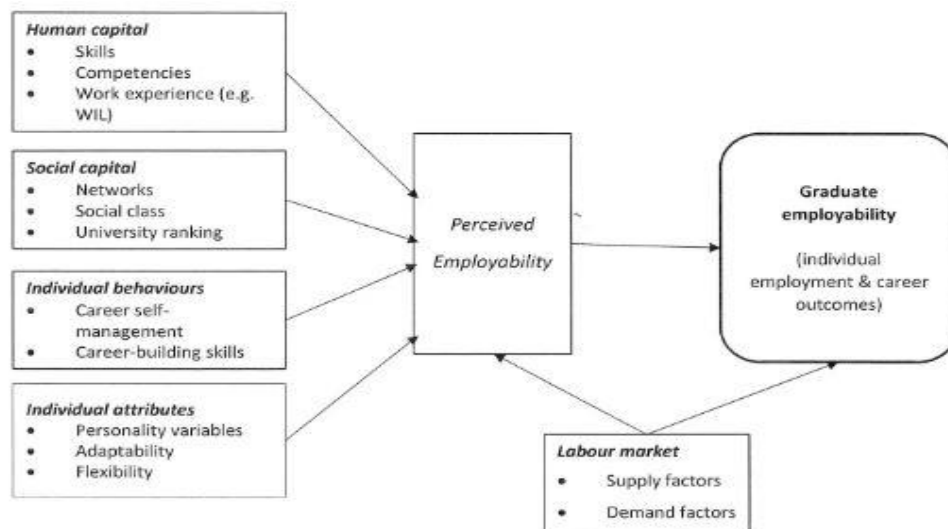 Human capital
• Skills
• Competencies
• Work experience (e.g.
WIL)
Social capital
• Networks
• Social class
• University ranking
Individual behaviours
• Career self-
management
• Career-building skills
Individual attributes
• Personality variables
• Adaptability
• Flexibility
Perceived
Employability
Graduate
employability
(individual
employment & career
outcomes)
Labour market
• Supply factors
• Demand factors